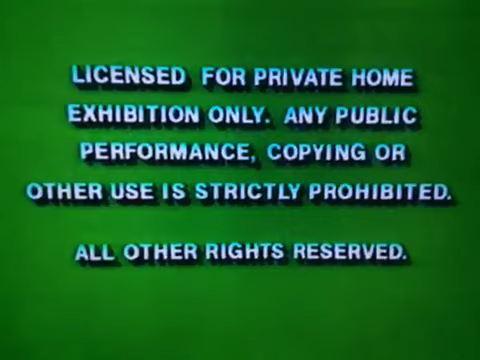 LICENSED FOR PRIVATE HOME
EXHIBITION ONLY. ANY PUBLIC
PERFORMANCE, COPYING OR
OTHER USE IS STRICTLY PROHIBITED.
ALL OTHER RIGHTS RESERVED.